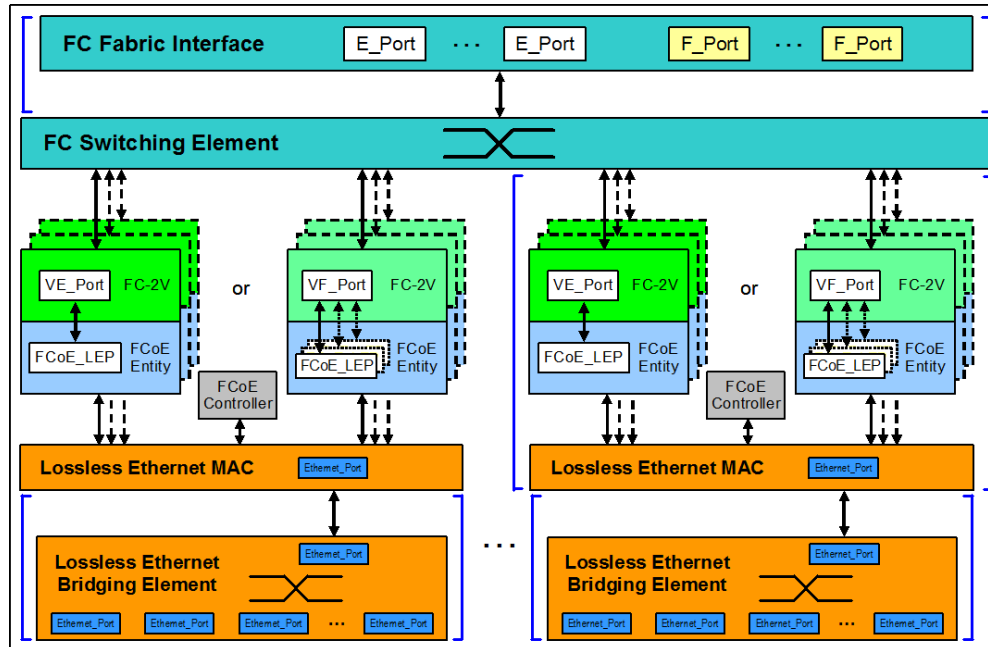 FC Fabric Interface
E_Port ... E_Port
F_Port ... F_Port
FC Switching Element
VE_Port FC-2V
or
VF_Port FC-2V
VE_Port FC-2V
or
VF_Port FC-2V
FCoE_LEP
FCoE
Entity
FCoE_LEP
FCoE
Entity
FCoE_LEP
FCoE
Entity
FCoE_LEP
FCoE
Entity
FCoE
Controller
FCoE
Controller
Lossless Ethernet MAC
Ethernet_Port
Lossless Ethernet MAC
Ethernet_Port
...
Lossless Ethernet
Bridging Element
Ethernet_Port
Ethernet_Port Ethernet_Port Ethernet_Port ... Ethernet_Port
Lossless Ethernet
Bridging Element
Ethernet_Port
Ethernet_Port Ethernet_Port Ethernet_Port ... Ethernet_Port